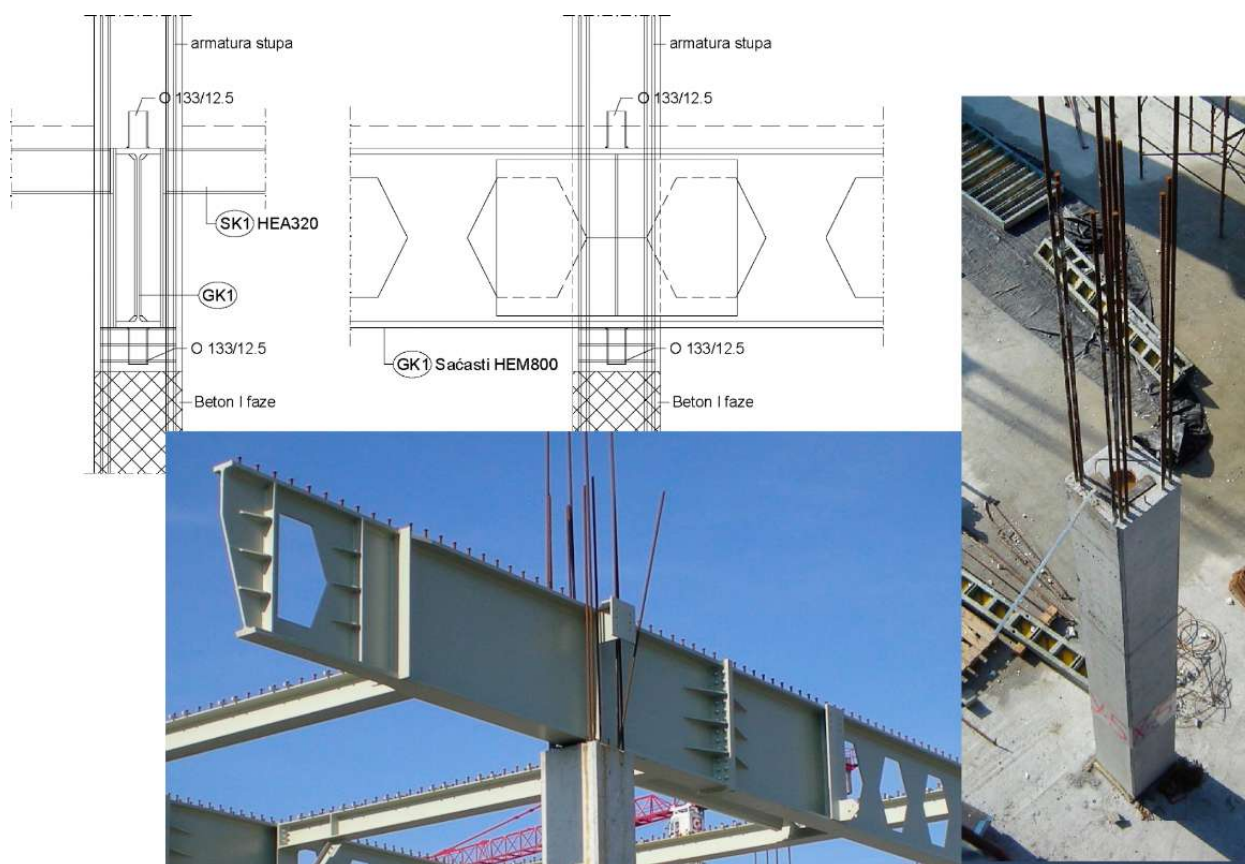 armatura stupa
O 133/12.5
SK1 HEA320
GK1
O 133/12.5
Beton I faze
armatura stupa
O 133/12.5
O 133/12.5
GK1 Saćasti HEM800
Beton I faze